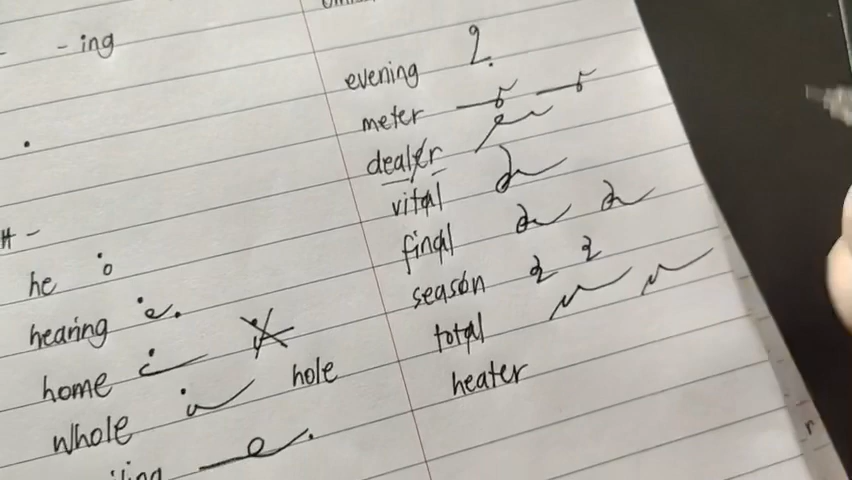 - -ing
he
hearing
home
whole hole
evening
meter
dealer
vital
final
season
total
heater